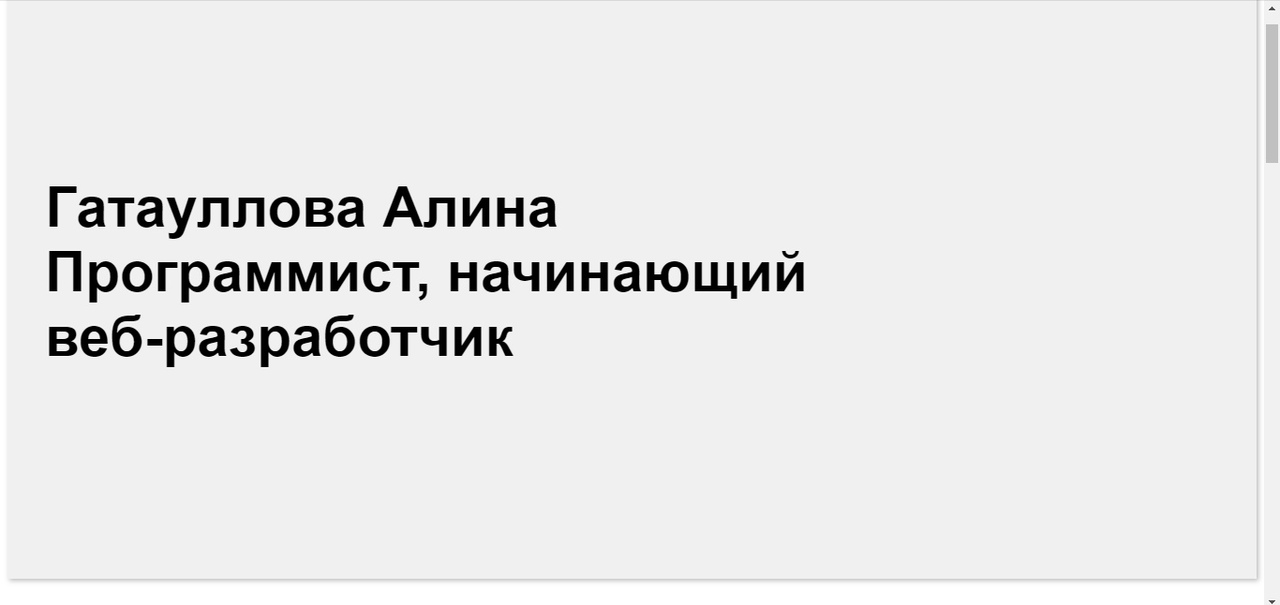 Гатауллова Алина
Программист, начинающий
веб-разработчик